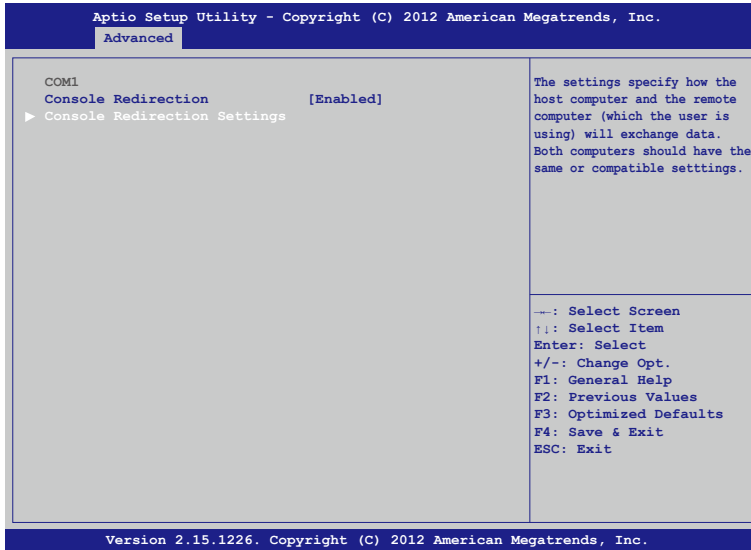 Aptio Setup Utility - Copyright (C) 2012 American Megatrends, Inc.
Advanced
COM1
Console Redirection [Enabled]
▶ Console Redirection Settings
The settings specify how the
host computer and the remote
computer (which the user is
using) will exchange data.
Both computers should have the
same or compatible setttings.
→←: Select Screen
↑↓: Select Item
Enter: Select
+/-: Change Opt.
F1: General Help
F2: Previous Values
F3: Optimized Defaults
F4: Save & Exit
ESC: Exit
Version 2.15.1226. Copyright (C) 2012 American Megatrends, Inc.